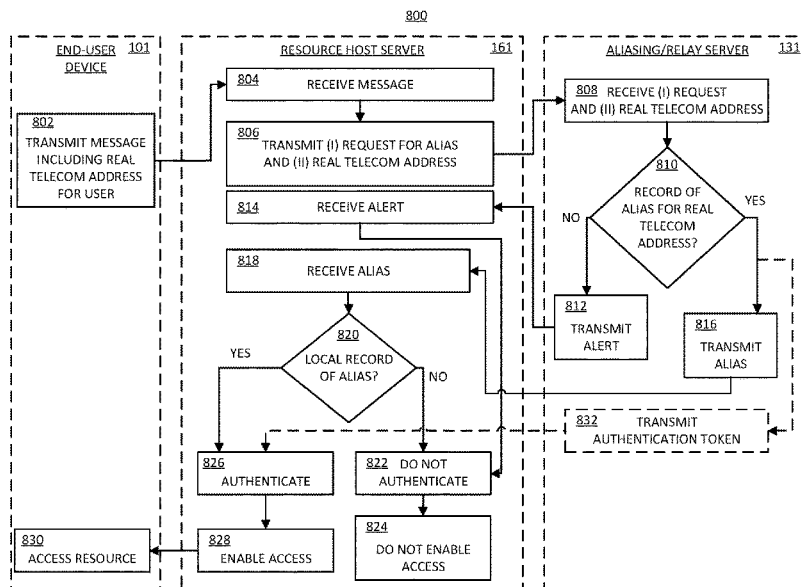 800
END-USER
DEVICE
101
RESOURCE HOST SERVER
161
ALIASING/RELAY SERVER
131
802
TRANSMIT MESSAGE
INCLUDING REAL
TELECOM ADDRESS
FOR USER
804
RECEIVE MESSAGE
806
TRANSMIT (I) REQUEST FOR ALIAS
AND (II) REAL TELECOM ADDRESS
808 RECEIVE (I) REQUEST
AND (II) REAL TELECOM ADDRESS
810
RECORD OF
ALIAS FOR REAL
TELECOM
ADDRESS?
NO
YES
812
TRANSMIT
ALERT
814
RECEIVE ALERT
816
TRANSMIT
ALIAS
818
RECEIVE ALIAS
820
LOCAL RECORD
OF ALIAS?
YES
NO
832 TRANSMIT
AUTHENTICATION TOKEN
826
AUTHENTICATE
822 DO NOT
AUTHENTICATE
824
DO NOT ENABLE
ACCESS
828
ENABLE ACCESS
830
ACCESS RESOURCE